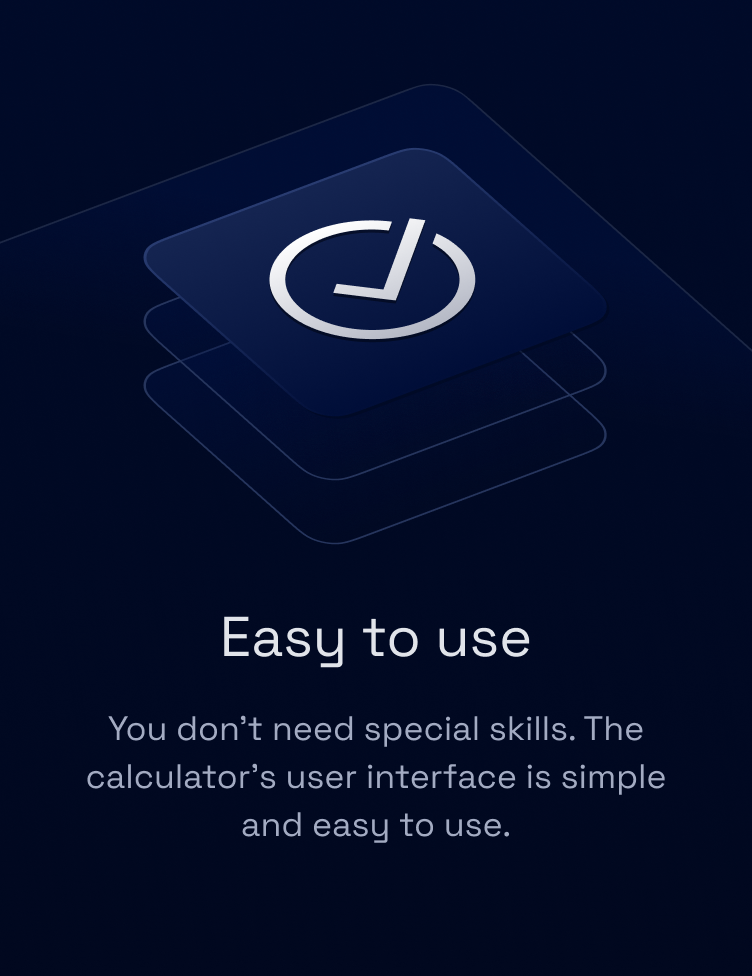 Easy to use
You don’t need special skills. The
calculator’s user interface is simple
and easy to use.